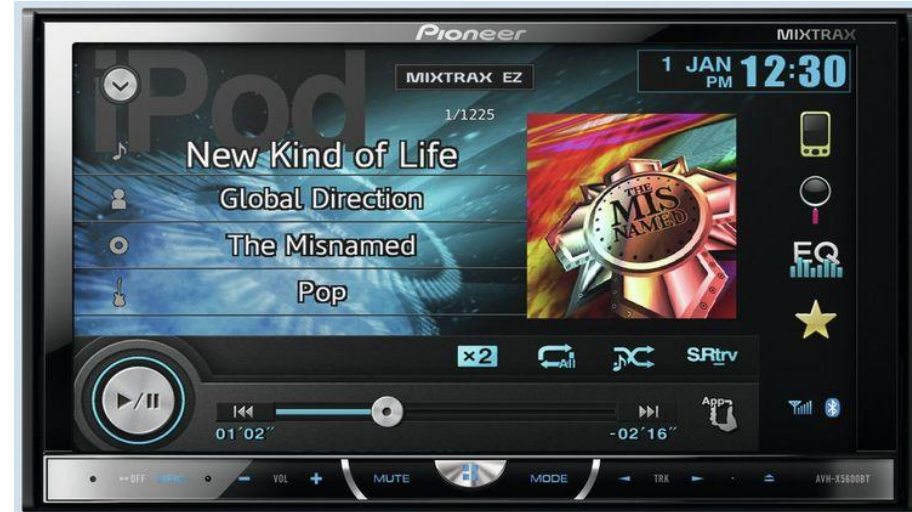 Pioneer
MIXTRAX
iPod
MIXTRAX EZ
1 JAN PM 12:30
1/1225
New Kind of Life
Global Direction
The Misnamed
Pop
THE MIS NAMED
EQ
×2
All
S.Rtrv
App
01'02"
-02'16"
OFF
VOL
MUTE
MODE
TRK
AVH-X5600BT